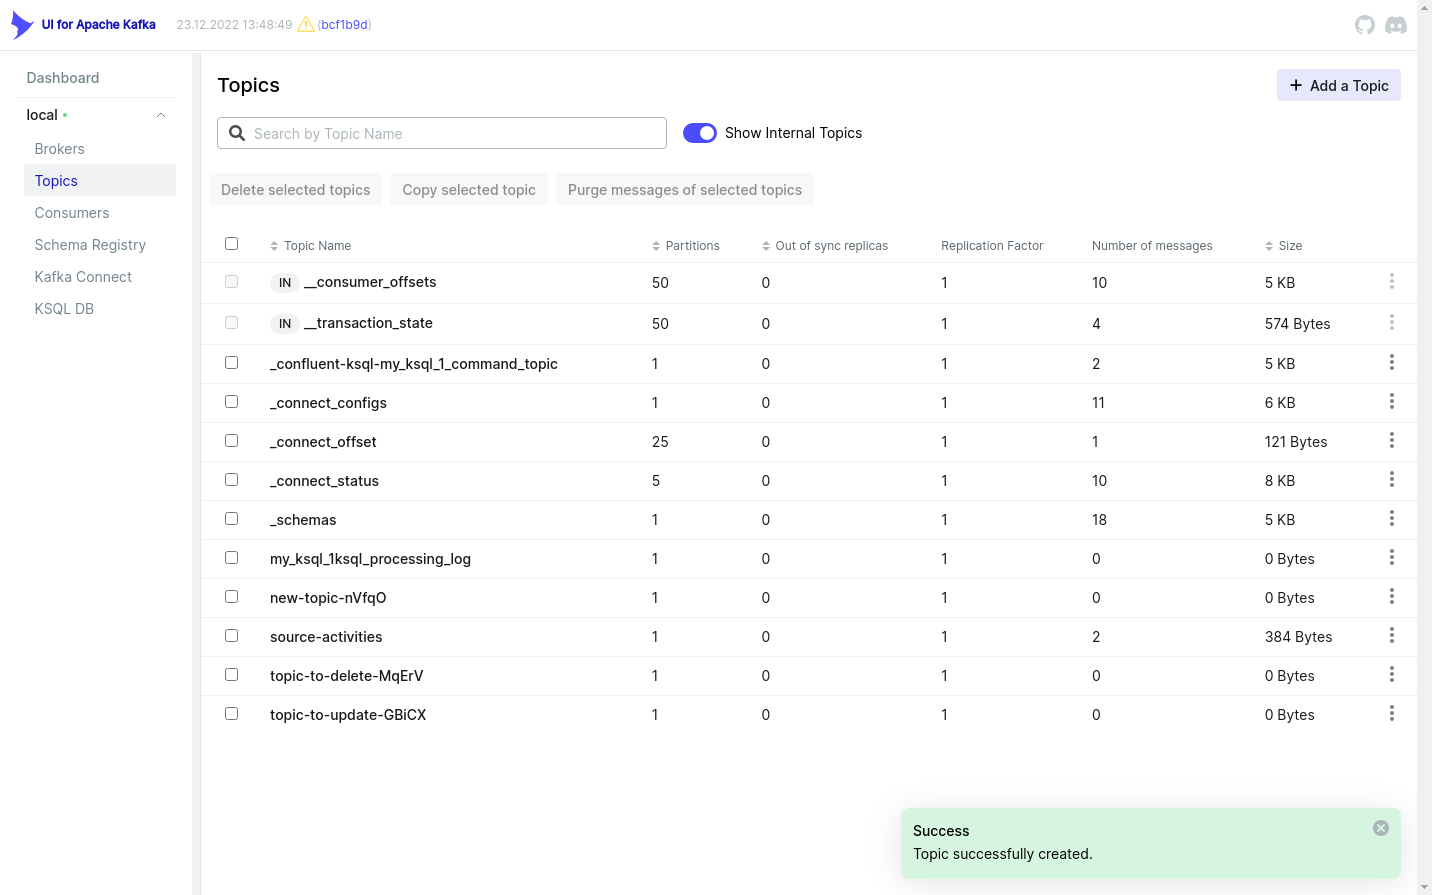 UI for Apache Kafka 23.12.2022 13:48:49 (bcf1b9d)
Dashboard
local
Brokers
Topics
Consumers
Schema Registry
Kafka Connect
KSQL DB
Topics
Add a Topic
Search by Topic Name
Show Internal Topics
Delete selected topics Copy selected topic Purge messages of selected topics
Topic Name Partitions Out of sync replicas Replication Factor Number of messages Size
IN __consumer_offsets 50 0 1 10 5 KB
IN __transaction_state 50 0 1 4 574 Bytes
_confluent-ksql-my_ksql_1_command_topic 1 0 1 2 5 KB
_connect_configs 1 0 1 11 6 KB
_connect_offset 25 0 1 1 121 Bytes
_connect_status 5 0 1 10 8 KB
_schemas 1 0 1 18 5 KB
my_ksql_1ksql_processing_log 1 0 1 0 0 Bytes
new-topic-nVfqO 1 0 1 0 0 Bytes
source-activities 1 0 1 2 384 Bytes
topic-to-delete-MqErV 1 0 1 0 0 Bytes
topic-to-update-GBiCX 1 0 1 0 0 Bytes
Success
Topic successfully created.